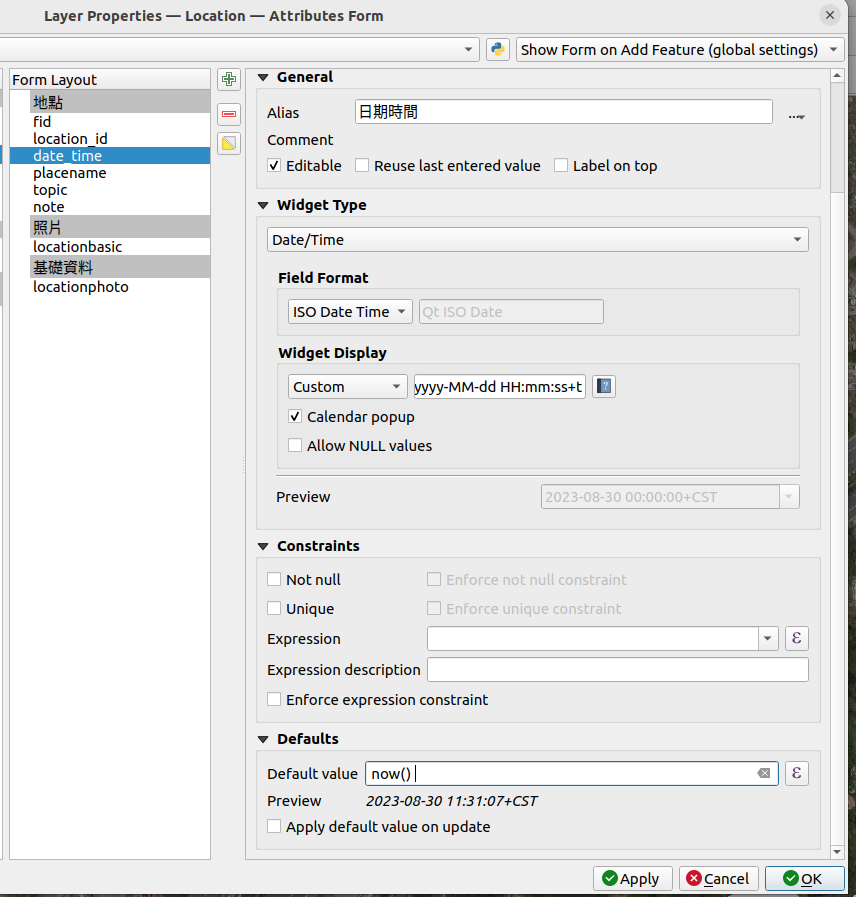 Layer Properties — Location — Attributes Form
Show Form on Add Feature (global settings)
Form Layout
地點
fid
location_id
date_time
placename
topic
note
照片
locationbasic
基礎資料
locationphoto
General
Alias
日期時間
...
Comment
Editable
Reuse last entered value
Label on top
Widget Type
Date/Time
Field Format
ISO Date Time
Qt ISO Date
Widget Display
Custom
yyyy-MM-dd HH:mm:ss+t
Calendar popup
Allow NULL values
Preview
2023-08-30 00:00:00+CST
Constraints
Not null
Enforce not null constraint
Unique
Enforce unique constraint
Expression
ε
Expression description
Enforce expression constraint
Defaults
Default value
now()
ε
Preview
2023-08-30 11:31:07+CST
Apply default value on update
Apply
Cancel
OK